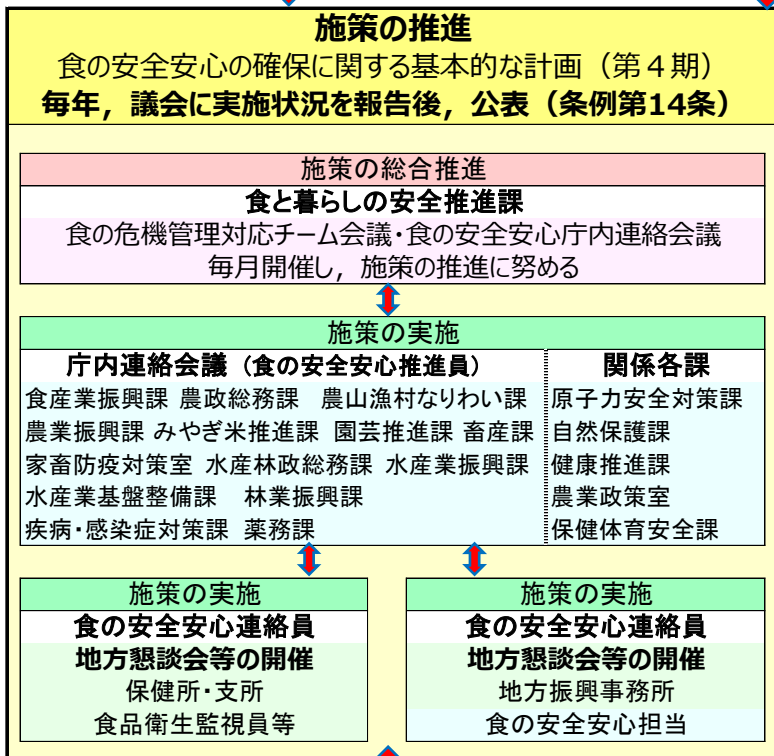 施策の推進
食の安全安心の確保に関する基本的な計画（第４期）
毎年，議会に実施状況を報告後，公表（条例第14条）
施策の総合推進
食と暮らしの安全推進課
食の危機管理対応チーム会議・食の安全安心庁内連絡会議
毎月開催し，施策の推進に努める
施策の実施
庁内連絡会議（食の安全安心推進員）
食産業振興課 農政総務課 農山漁村なりわい課
農業振興課 みやぎ米推進課 園芸推進課 畜産課
家畜防疫対策室 水産林政総務課 水産業振興課
水産業基盤整備課 林業振興課
疾病・感染症対策課 薬務課
関係各課
原子力安全対策課
自然保護課
健康推進課
農業政策室
保健体育安全課
施策の実施
食の安全安心連絡員
地方懇談会等の開催
保健所・支所
食品衛生監視員等
施策の実施
食の安全安心連絡員
地方懇談会等の開催
地方振興事務所
食の安全安心担当